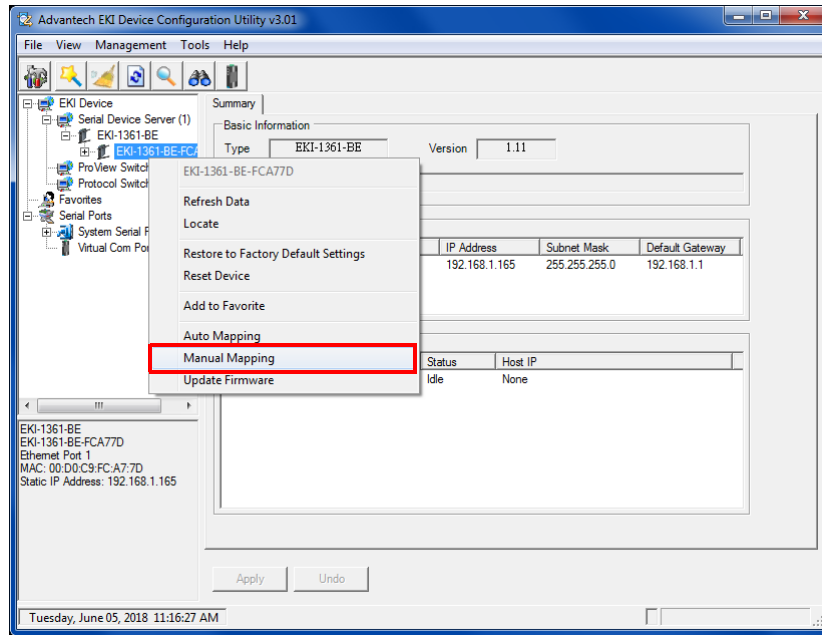 Advantech EKI Device Configuration Utility v3.01
File View Management Tools Help
EKI Device
Serial Device Server (1)
EKI-1361-BE
EKI-1361-BE-FCA
ProView Switch
Protocol Switch
Favorites
Serial Ports
System Serial P
Virtual Com Por
Summary
Basic Information
Type EKI-1361-BE Version 1.11
EKI-1361-BE-FCA77D
Refresh Data
Locate
Restore to Factory Default Settings
Reset Device
Add to Favorite
Auto Mapping
Manual Mapping
Update Firmware
IP Address Subnet Mask Default Gateway
192.168.1.165 255.255.255.0 192.168.1.1
Status Host IP
Idle None
EKI-1361-BE
EKI-1361-BE-FCA77D
Ethernet Port 1
MAC: 00:D0:C9:FC:A7:7D
Static IP Address: 192.168.1.165
Apply Undo
Tuesday, June 05, 2018 11:16:27 AM